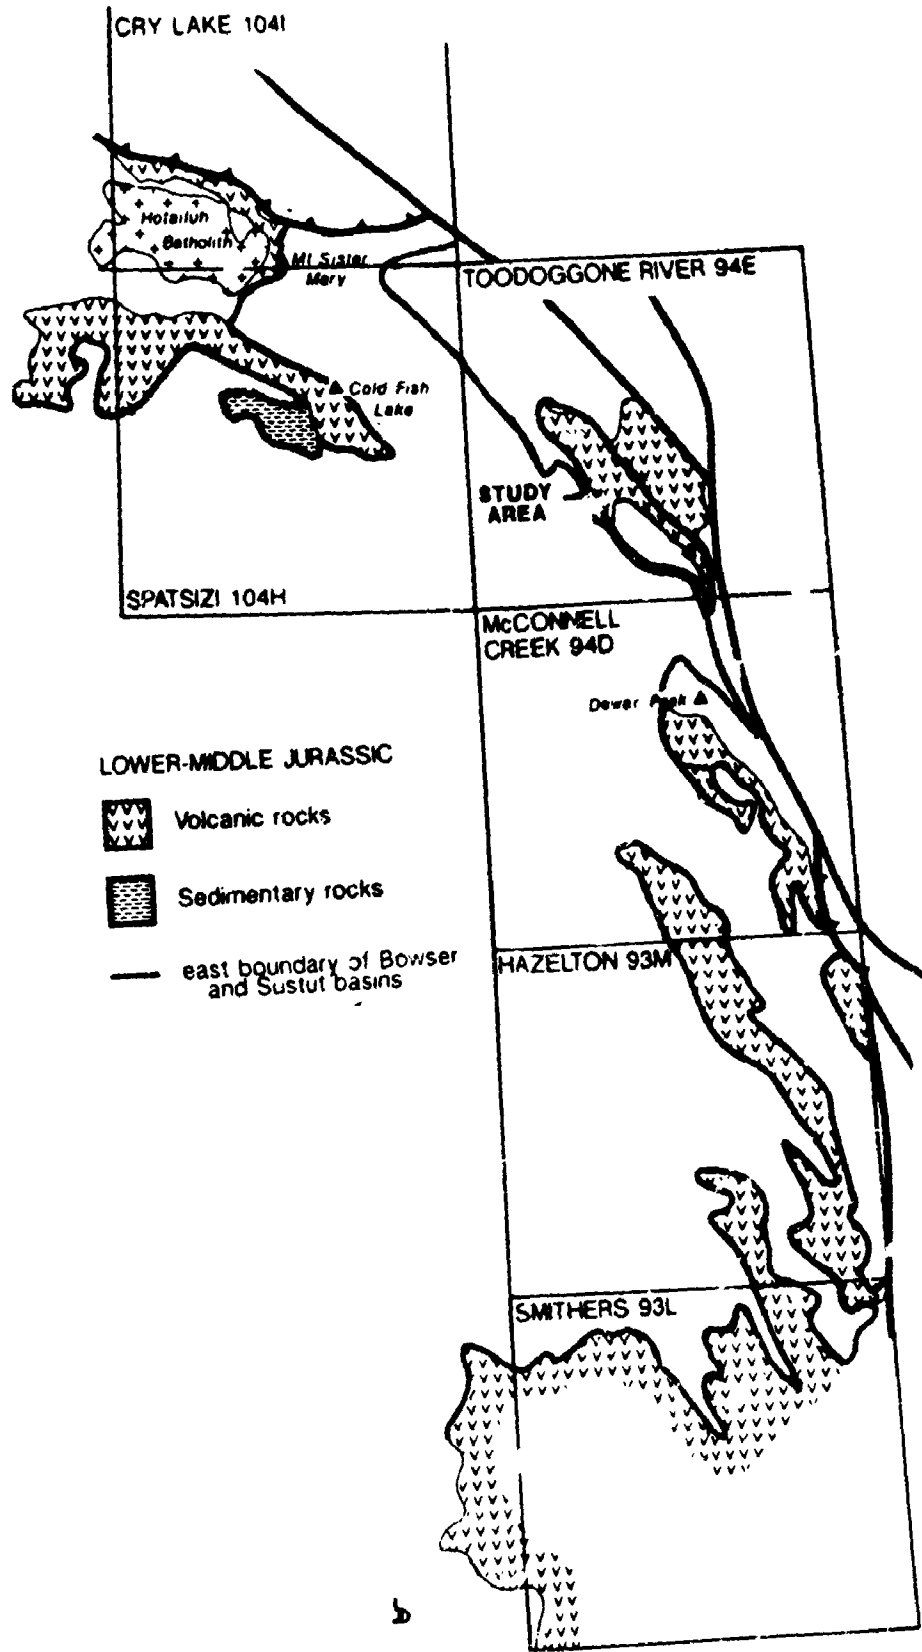 CRY LAKE 104I
Hotailuh
Batholith
Mt Sister
Mary
TOODOGGONE RIVER 94E
Cold Fish
Lake
STUDY
AREA
SPATSIZI 104H
McCONNELL
CREEK 94D
Dewar Peak
LOWER-MIDDLE JURASSIC
Volcanic rocks
Sedimentary rocks
east boundary of Bowser
and Sustut basins
HAZELTON 93M
SMITHERS 93L
b